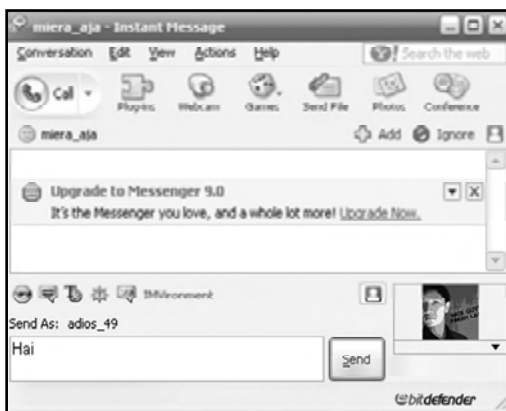 miera_aja - Instant Message
Conversation Edit View Actions Help
Search the web
Call Plugins Webcam Games Send File Photos Conference
miera_aja Add Ignore
Upgrade to Messenger 9.0
It's the Messenger you love, and a whole lot more! Upgrade Now.
IMVironment
Send As: adios_49
Hai
Send
bitdefender